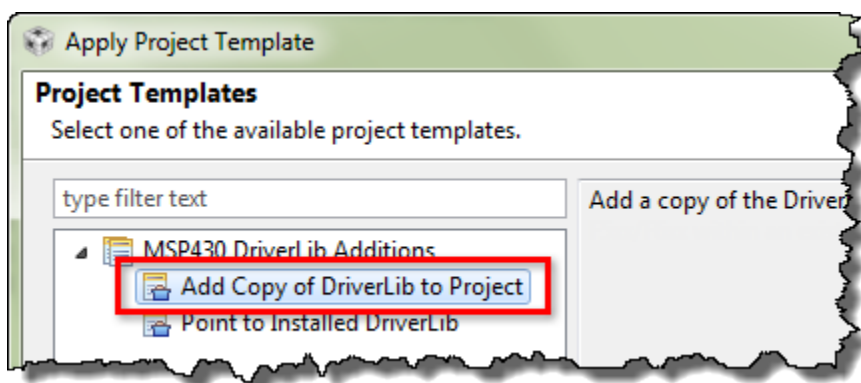 Apply Project Template
Project Templates
Select one of the available project templates.
type filter text
Add a copy of the Driver
MSP430 DriverLib Additions
Add Copy of DriverLib to Project
Point to Installed DriverLib